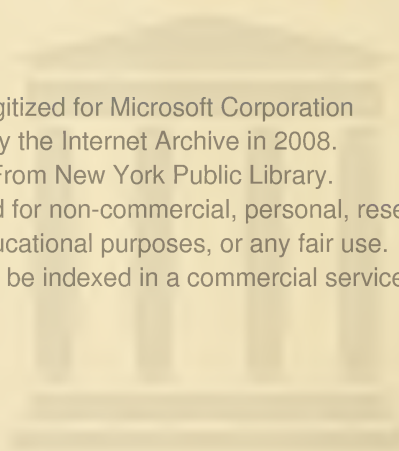 gitized for Microsoft Corporation
y the Internet Archive in 2008.
From New York Public Library.
d for non-commercial, personal, rese
ucational purposes, or any fair use.
be indexed in a commercial service